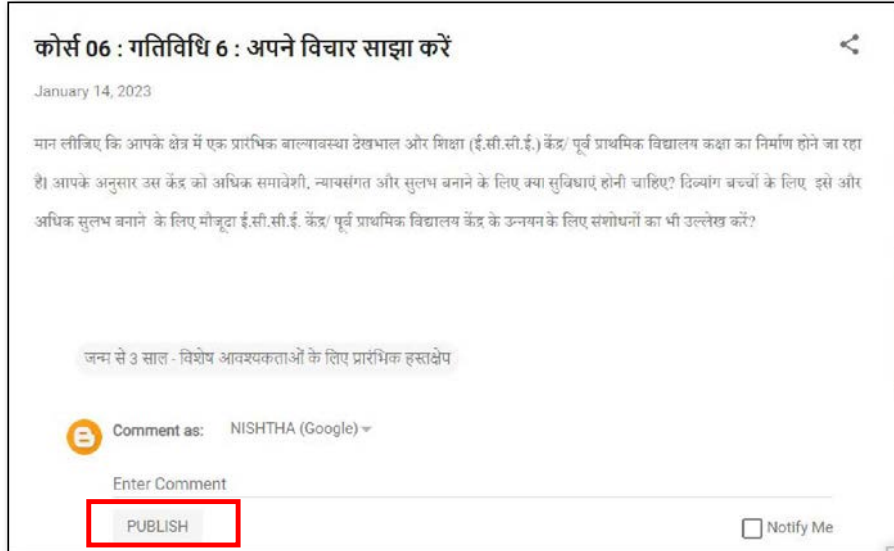 कोर्स 06 : गतिविधि 6 : अपने विचार साझा करें
January 14, 2023
मान लीजिए कि आपके क्षेत्र में एक प्रारंभिक बाल्यावस्था देखभाल और शिक्षा (ई.सी.सी.ई.) केंद्र/ पूर्व प्राथमिक विद्यालय कक्षा का निर्माण होने जा रहा
है। आपके अनुसार उस केंद्र को अधिक समावेशी, न्यायसंगत और सुलभ बनाने के लिए क्या सुविधाएं होनी चाहिए? दिव्यांग बच्चों के लिए इसे और
अधिक सुलभ बनाने के लिए मौजूदा ई.सी.सी.ई. केंद्र/ पूर्व प्राथमिक विद्यालय केंद्र के उन्नयन के लिए संशोधनों का भी उल्लेख करें?
जन्म से 3 साल - विशेष आवश्यकताओं के लिए प्रारंभिक हस्तक्षेप
Comment as: NISHTHA (Google)
Enter Comment
PUBLISH Notify Me